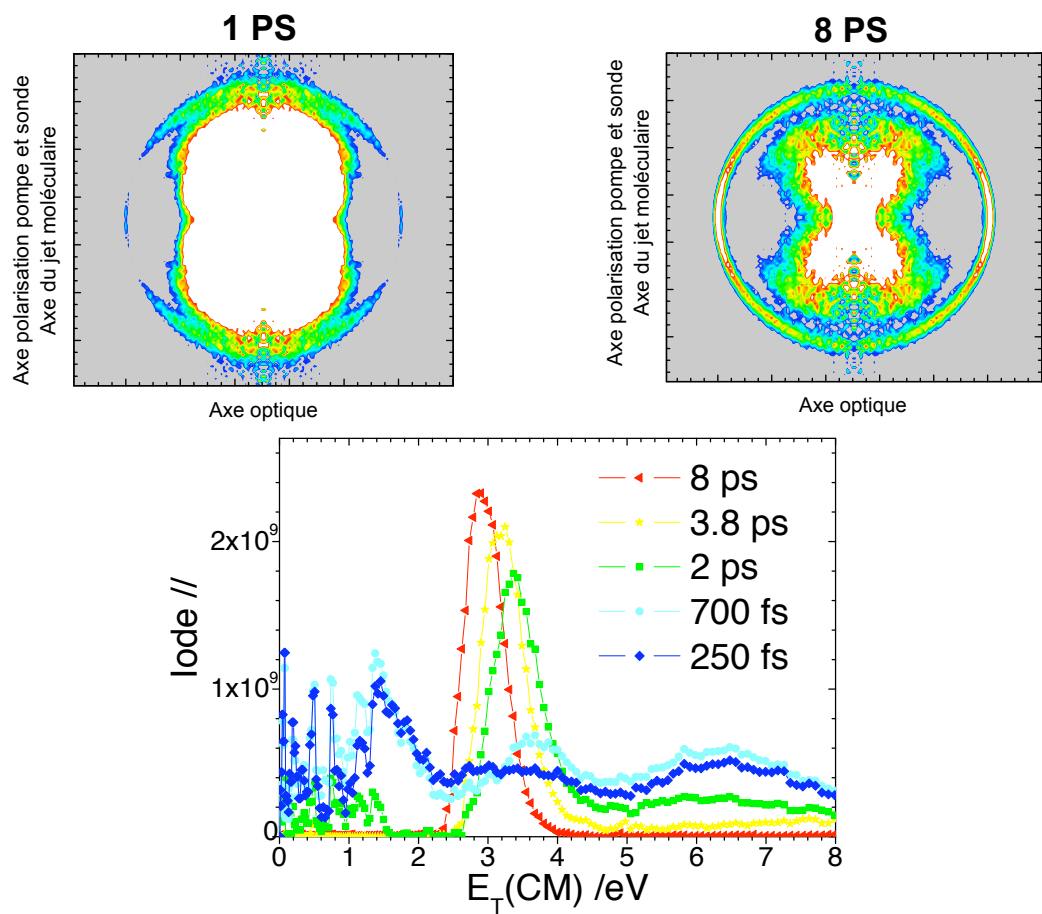 1 PS
8 PS
Axe polarisation pompe et sonde
Axe du jet moléculaire
Axe polarisation pompe et sonde
Axe du jet moléculaire
Axe optique
Axe optique
8 ps
3.8 ps
2 ps
700 fs
250 fs
2x10⁹
1x10⁹
0
Iode //
0 1 2 3 4 5 6 7 8
E_T(CM) /eV